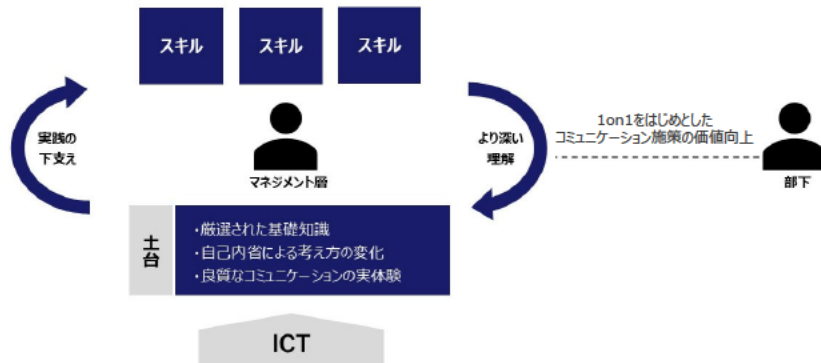 スキル
スキル
スキル
実践の
下支え
マネジメント層
より深い
理解
1on1をはじめとした
コミュニケーション施策の価値向上
部下
土台
・厳選された基礎知識
・自己内省による考え方の変化
・良質なコミュニケーションの実体験
ICT